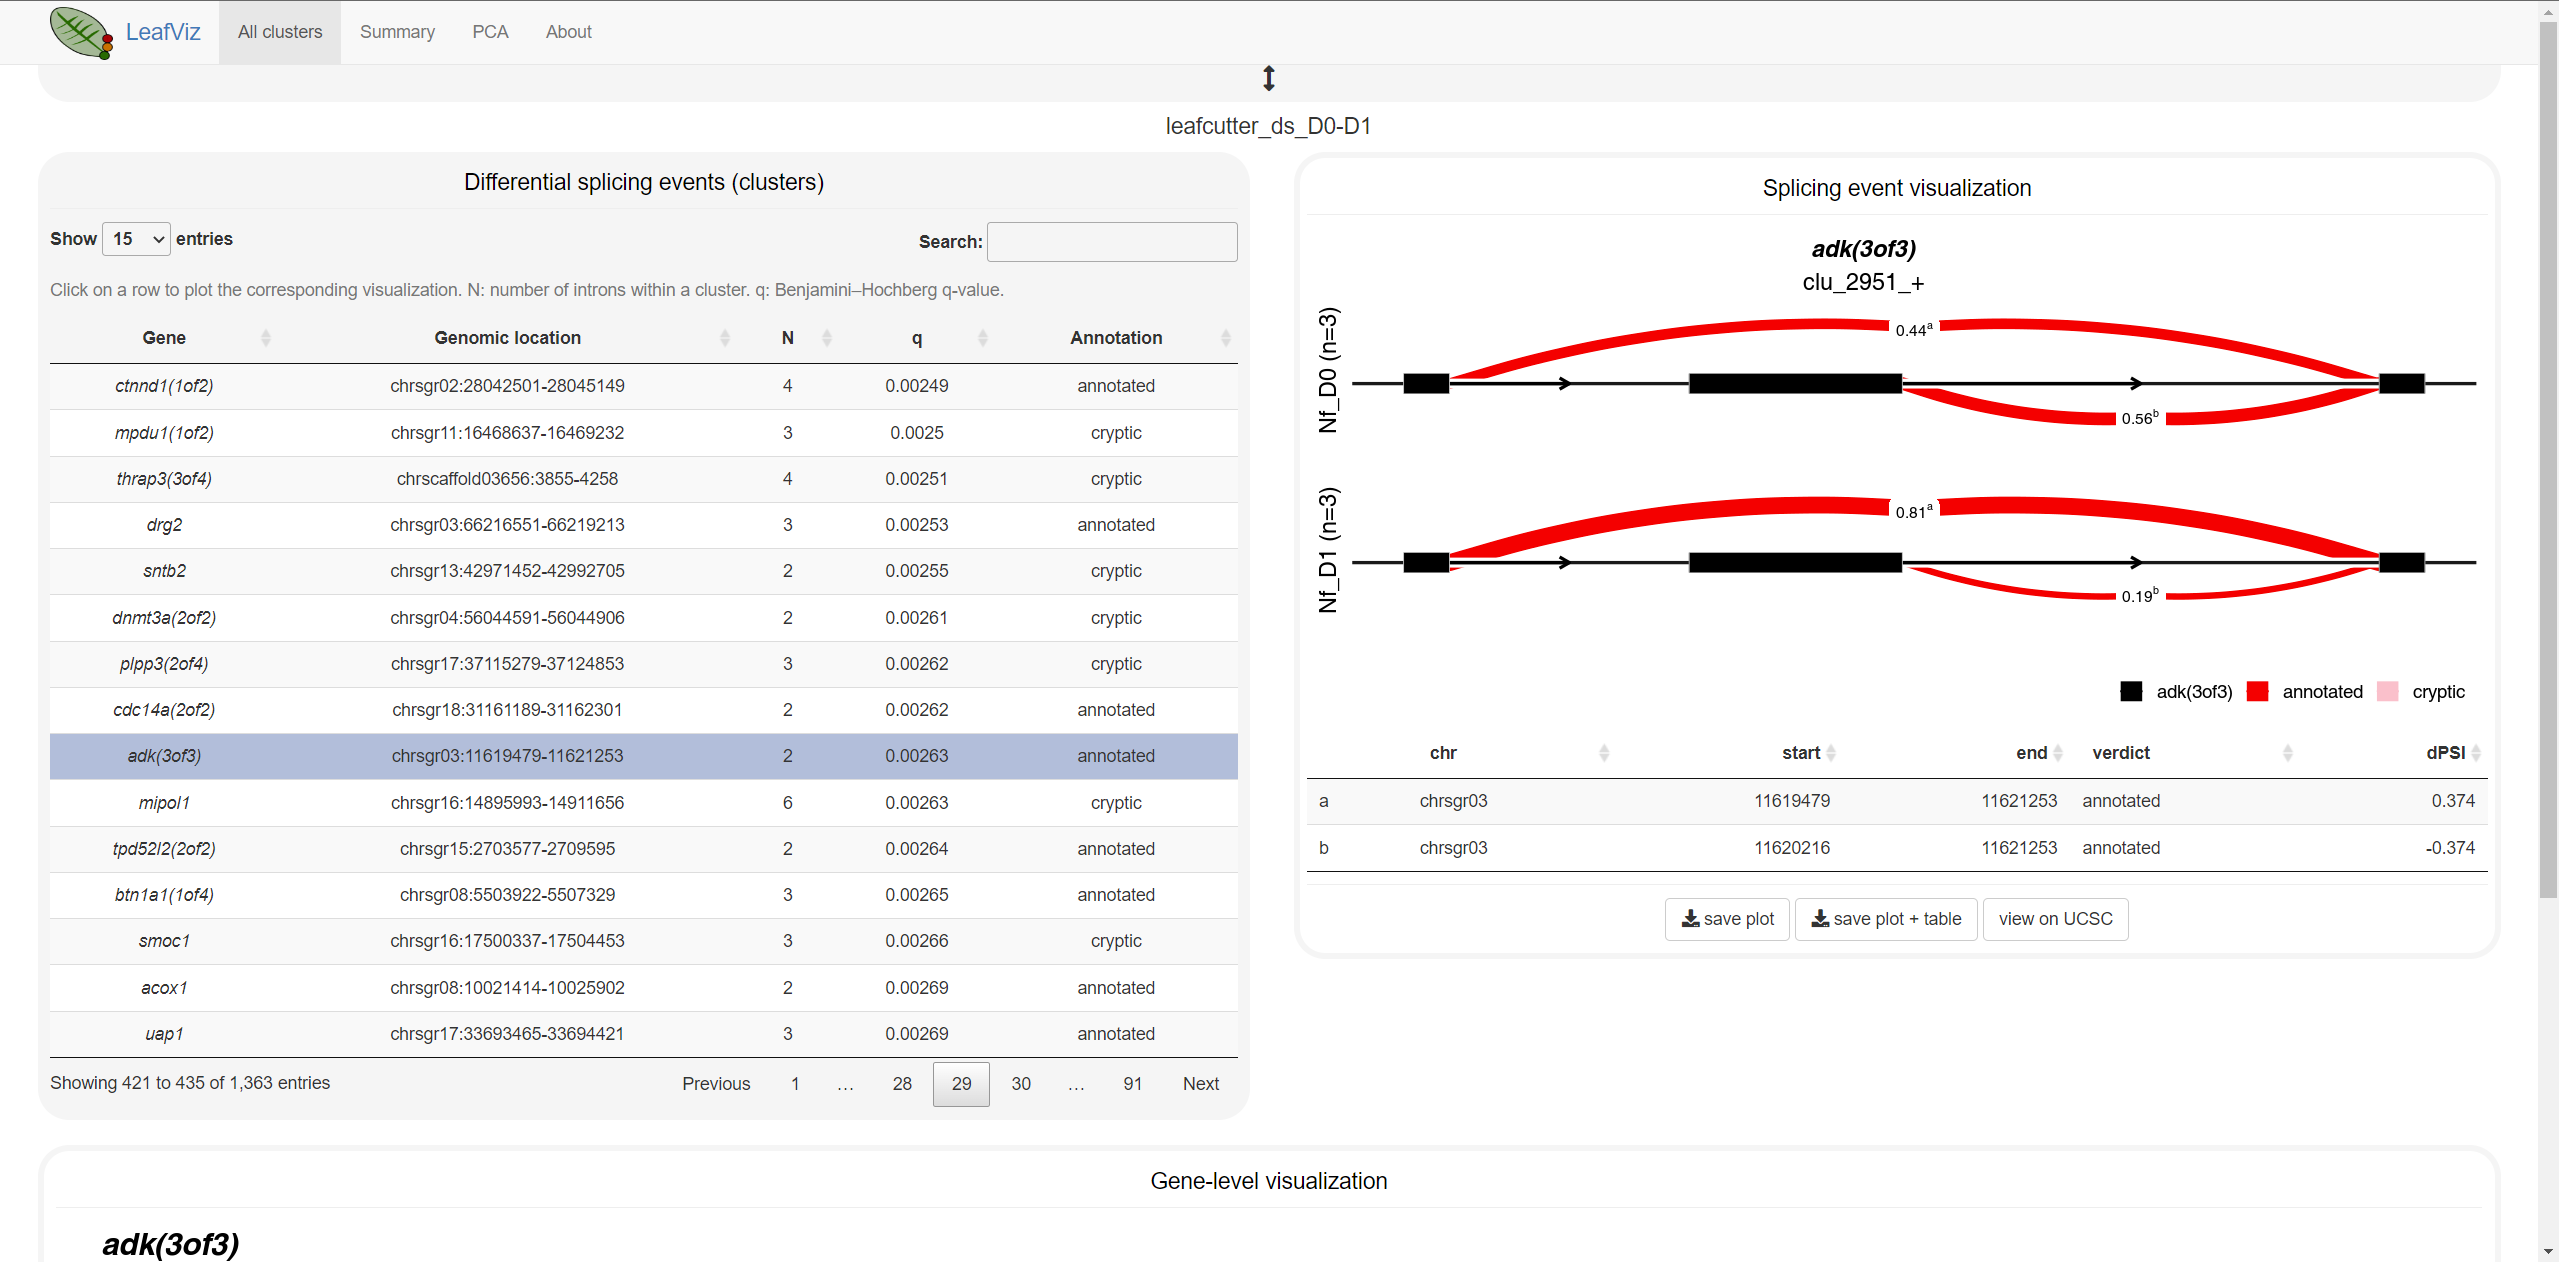 LeafViz All clusters Summary PCA About
leafcutter_ds_D0-D1
Differential splicing events (clusters)
Show 15 entries
Search:
Click on a row to plot the corresponding visualization. N: number of introns within a cluster. q: Benjamini–Hochberg q-value.
Gene Genomic location N q Annotation
ctnnd1(1of2) chrsgr02:28042501-28045149 4 0.00249 annotated
mpdu1(1of2) chrsgr11:16468637-16469232 3 0.0025 cryptic
thrap3(3of4) chrscaffold03656:3855-4258 4 0.00251 cryptic
drg2 chrsgr03:66216551-66219213 3 0.00253 annotated
sntb2 chrsgr13:42971452-42992705 2 0.00255 cryptic
dnmt3a(2of2) chrsgr04:56044591-56044906 2 0.00261 cryptic
plpp3(2of4) chrsgr17:37115279-37124853 3 0.00262 cryptic
cdc14a(2of2) chrsgr18:31161189-31162301 2 0.00262 annotated
adk(3of3) chrsgr03:11619479-11621253 2 0.00263 annotated
mipol1 chrsgr16:14895993-14911656 6 0.00263 cryptic
tpd52l2(2of2) chrsgr15:2703577-2709595 2 0.00264 annotated
btn1a1(1of4) chrsgr08:5503922-5507329 3 0.00265 annotated
smoc1 chrsgr16:17500337-17504453 3 0.00266 cryptic
acox1 chrsgr08:10021414-10025902 2 0.00269 annotated
uap1 chrsgr17:33693465-33694421 3 0.00269 annotated
Showing 421 to 435 of 1,363 entries
Previous 1 … 28 29 30 … 91 Next
Splicing event visualization
adk(3of3)
clu_2951_+
Nf_D0 (n=3)
0.44a
0.56b
Nf_D1 (n=3)
0.81a
0.19b
adk(3of3) annotated cryptic
chr start end verdict dPSI
a chrsgr03 11619479 11621253 annotated 0.374
b chrsgr03 11620216 11621253 annotated -0.374
save plot save plot + table view on UCSC
Gene-level visualization
adk(3of3)